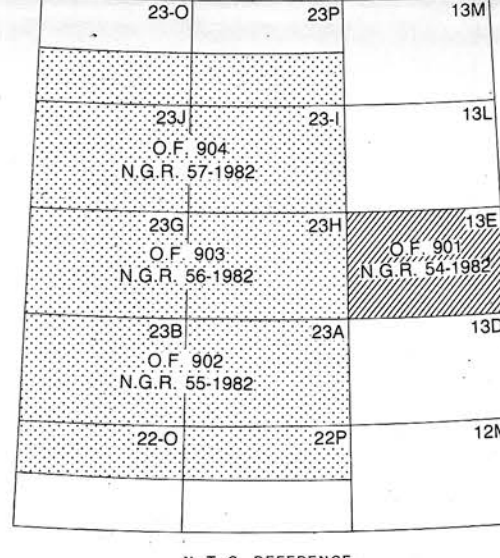 23-O
23P
13M
23J
23-I
13L
O.F. 904
N.G.R. 57-1982
23G
23H
13E
O.F. 903
N.G.R. 56-1982
O.F. 901
N.G.R. 54-1982
23B
23A
13D
O.F. 902
N.G.R. 55-1982
22-O
22P
N.T.S. REFERENCE